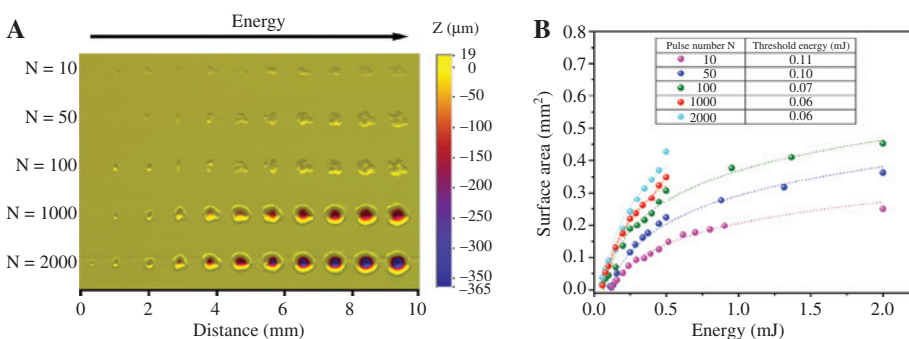 A
Energy
N = 10
N = 50
N = 100
N = 1000
N = 2000
0 2 4 6 8 10
Distance (mm)
Z (μm)
19
0
−50
−100
−150
−200
−250
−300
−350
−365
B
0.8
0.7
0.6
0.5
0.4
0.3
0.2
0.1
0.0
Surface area (mm²)
Pulse number N Threshold energy (mJ)
10 0.11
50 0.10
100 0.07
1000 0.06
2000 0.06
0.0 0.5 1.0 1.5 2.0
Energy (mJ)